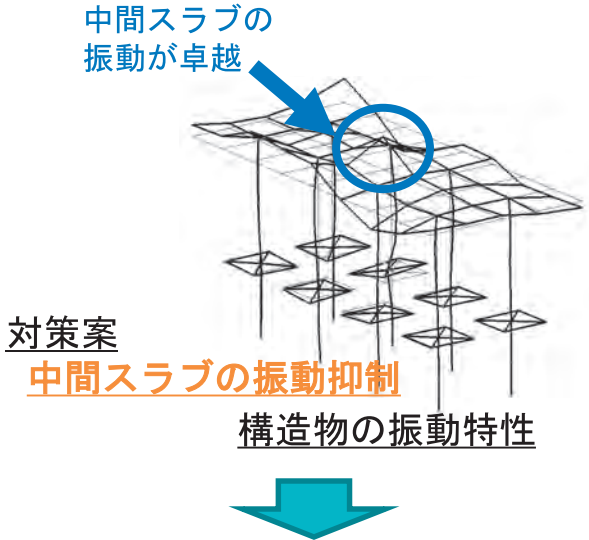 中間スラブの
振動が卓越
対策案
中間スラブの振動抑制
構造物の振動特性